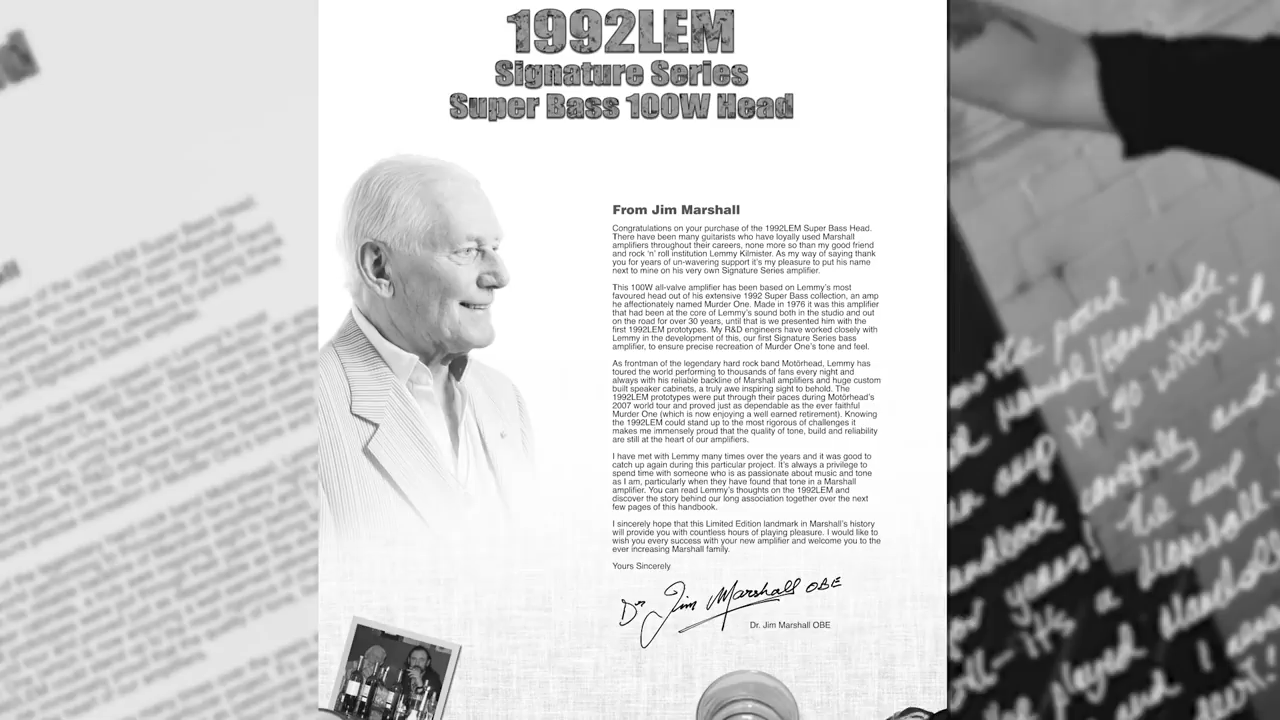 1992LEM
Signature Series
Super Bass 100W Head
From Jim Marshall
Congratulations on your purchase of the 1992LEM Super Bass Head.
There have been many guitarists who have loyally used Marshall
amplifiers throughout their careers, none more so than my good friend
and rock 'n' roll institution Lemmy Kilmister. As my way of saying thank
you for years of un-wavering support it's my pleasure to put his name
next to mine on his very own Signature Series amplifier.
This 100W all-valve amplifier has been based on Lemmy's most
favoured head out of his extensive 1992 Super Bass collection, an amp
he affectionately named Murder One. Made in 1976 it was this amplifier
that had been at the core of Lemmy's sound both in the studio and out
on the road for over 30 years, until that is we presented him with the
first 1992LEM prototypes. My R&D engineers have worked closely with
Lemmy in the development of this, our first Signature Series bass
amplifier, to ensure precise recreation of Murder One's tone and feel.
As frontman of the legendary hard rock band Motörhead, Lemmy has
toured the world performing to thousands of fans every night and
always with his reliable backline of Marshall amplifiers and huge custom
built speaker cabinets, a truly awe inspiring sight to behold. The
1992LEM prototypes were put through their paces during Motörhead's
2007 world tour and proved just as dependable as the ever faithful
Murder One (which is now enjoying a well earned retirement). Knowing
the 1992LEM could stand up to the most rigorous of challenges it
makes me immensely proud that the quality of tone, build and reliability
are still at the heart of our amplifiers.
I have met with Lemmy many times over the years and it was good to
catch up again during this particular project. It's always a privilege to
spend time with someone who is as passionate about music and tone
as I am, particularly when they have found that tone in a Marshall
amplifier. You can read Lemmy's thoughts on the 1992LEM and
discover the story behind our long association together over the next
few pages of this handbook.
I sincerely hope that this Limited Edition landmark in Marshall's history
will provide you with countless hours of playing pleasure. I would like to
wish you every success with your new amplifier and welcome you to the
ever increasing Marshall family.
Yours Sincerely
Dr Jim Marshall OBE
Dr. Jim Marshall OBE
manual/handbook.
to go with it
an amp
andbook carefully and
for years! The amp
ll-it's a Marshall.
played Marshall
and I